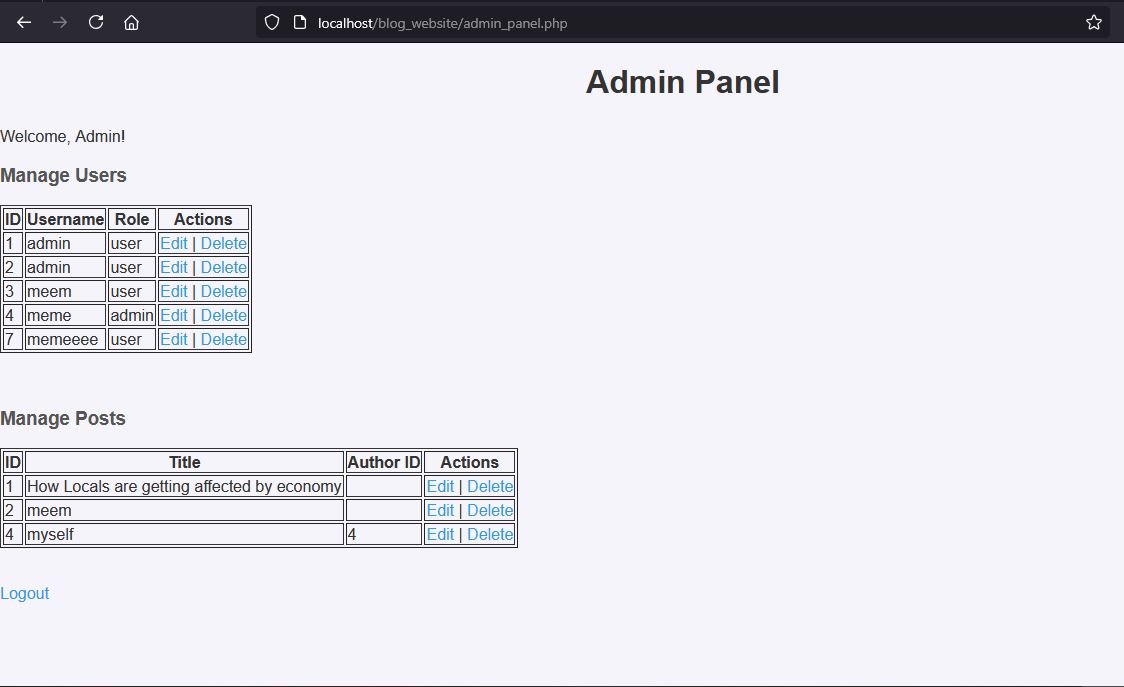 localhost/blog_website/admin_panel.php
Admin Panel
Welcome, Admin!
Manage Users
ID Username Role Actions
1 admin user Edit | Delete
2 admin user Edit | Delete
3 meem user Edit | Delete
4 meme admin Edit | Delete
7 memeeee user Edit | Delete
Manage Posts
ID Title Author ID Actions
1 How Locals are getting affected by economy Edit | Delete
2 meem Edit | Delete
4 myself 4 Edit | Delete
Logout